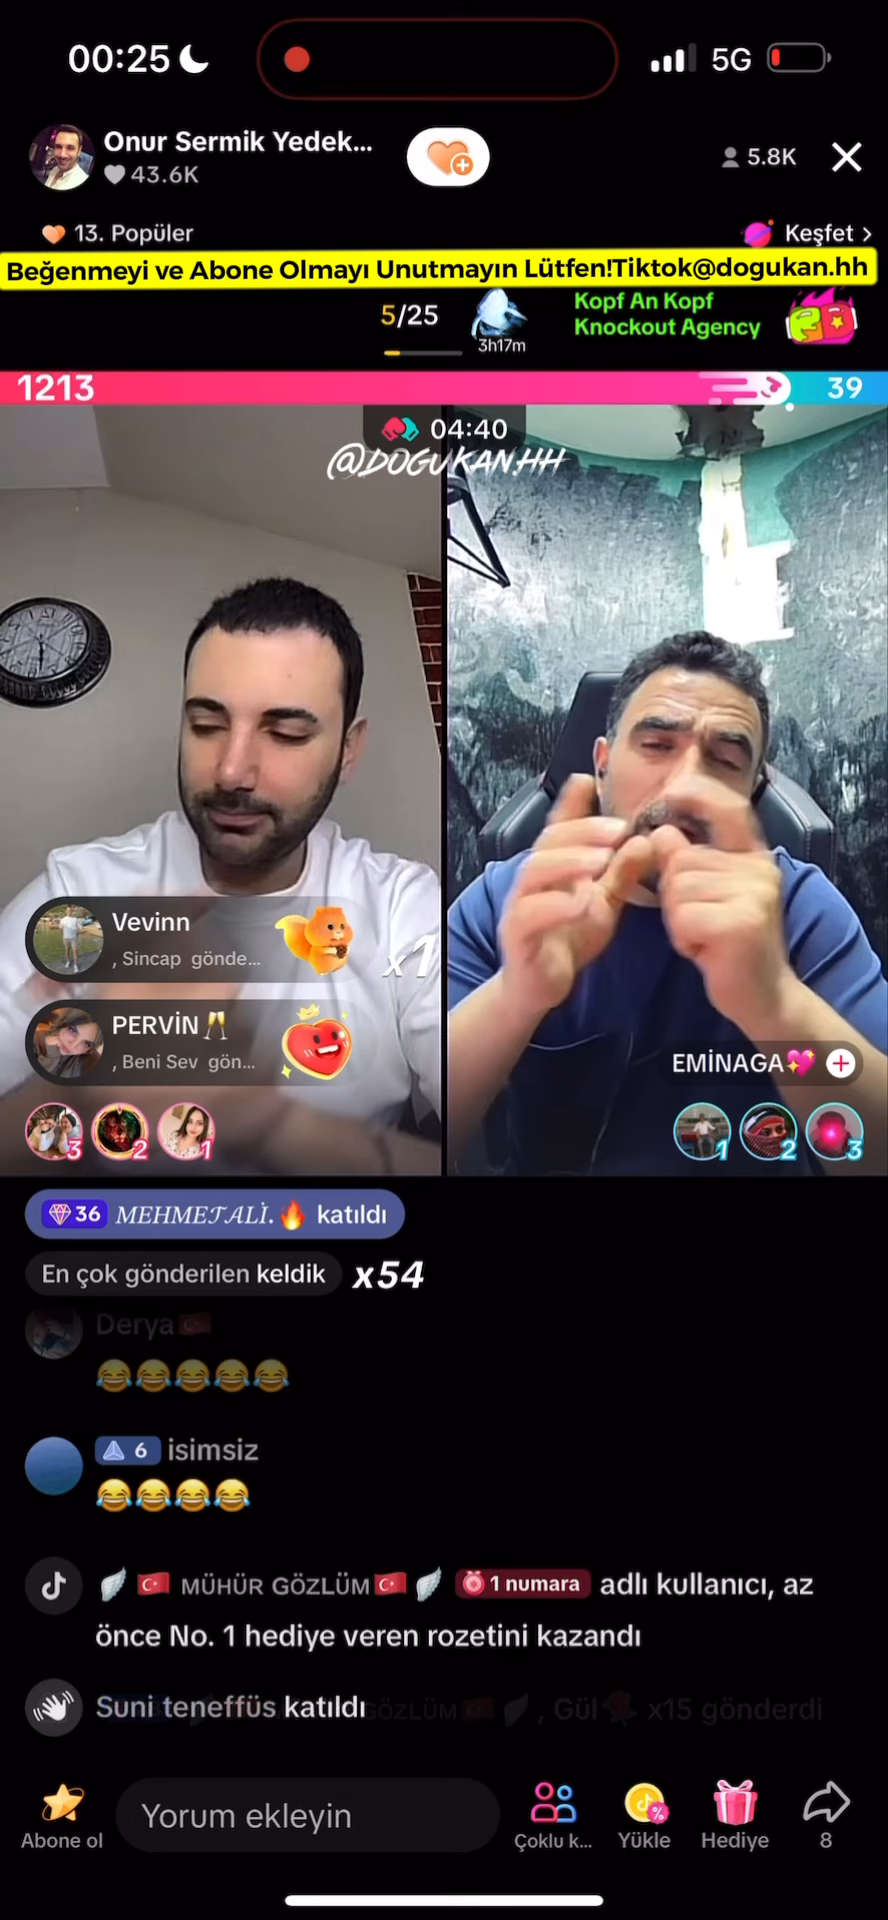 00:25
5G
Onur Sermik Yedek...
43.6K
5.8K
13. Popüler
Keşfet >
Beğenmeyi ve Abone Olmayı Unutmayın Lütfen!Tiktok@dogukan.hh
5/25
3h17m
Kopf An Kopf
Knockout Agency
1213
39
04:40
@DOGUKAN.HH
Vevinn
, Sincap gönde...
x1
PERVİN
, Beni Sev gön...
EMİNAGA
3
2
1
1
2
3
36 MEHMETALİ. katıldı
En çok gönderilen keldik x54
Derya
6 isimsiz
MÜHÜR GÖZLÜM 1 numara adlı kullanıcı, az
önce No. 1 hediye veren rozetini kazandı
Suni teneffüs katıldı
GÖZLÜM , Gül x15 gönderdi
Yorum ekleyin
Abone ol
Çoklu k...
Yükle
Hediye
8